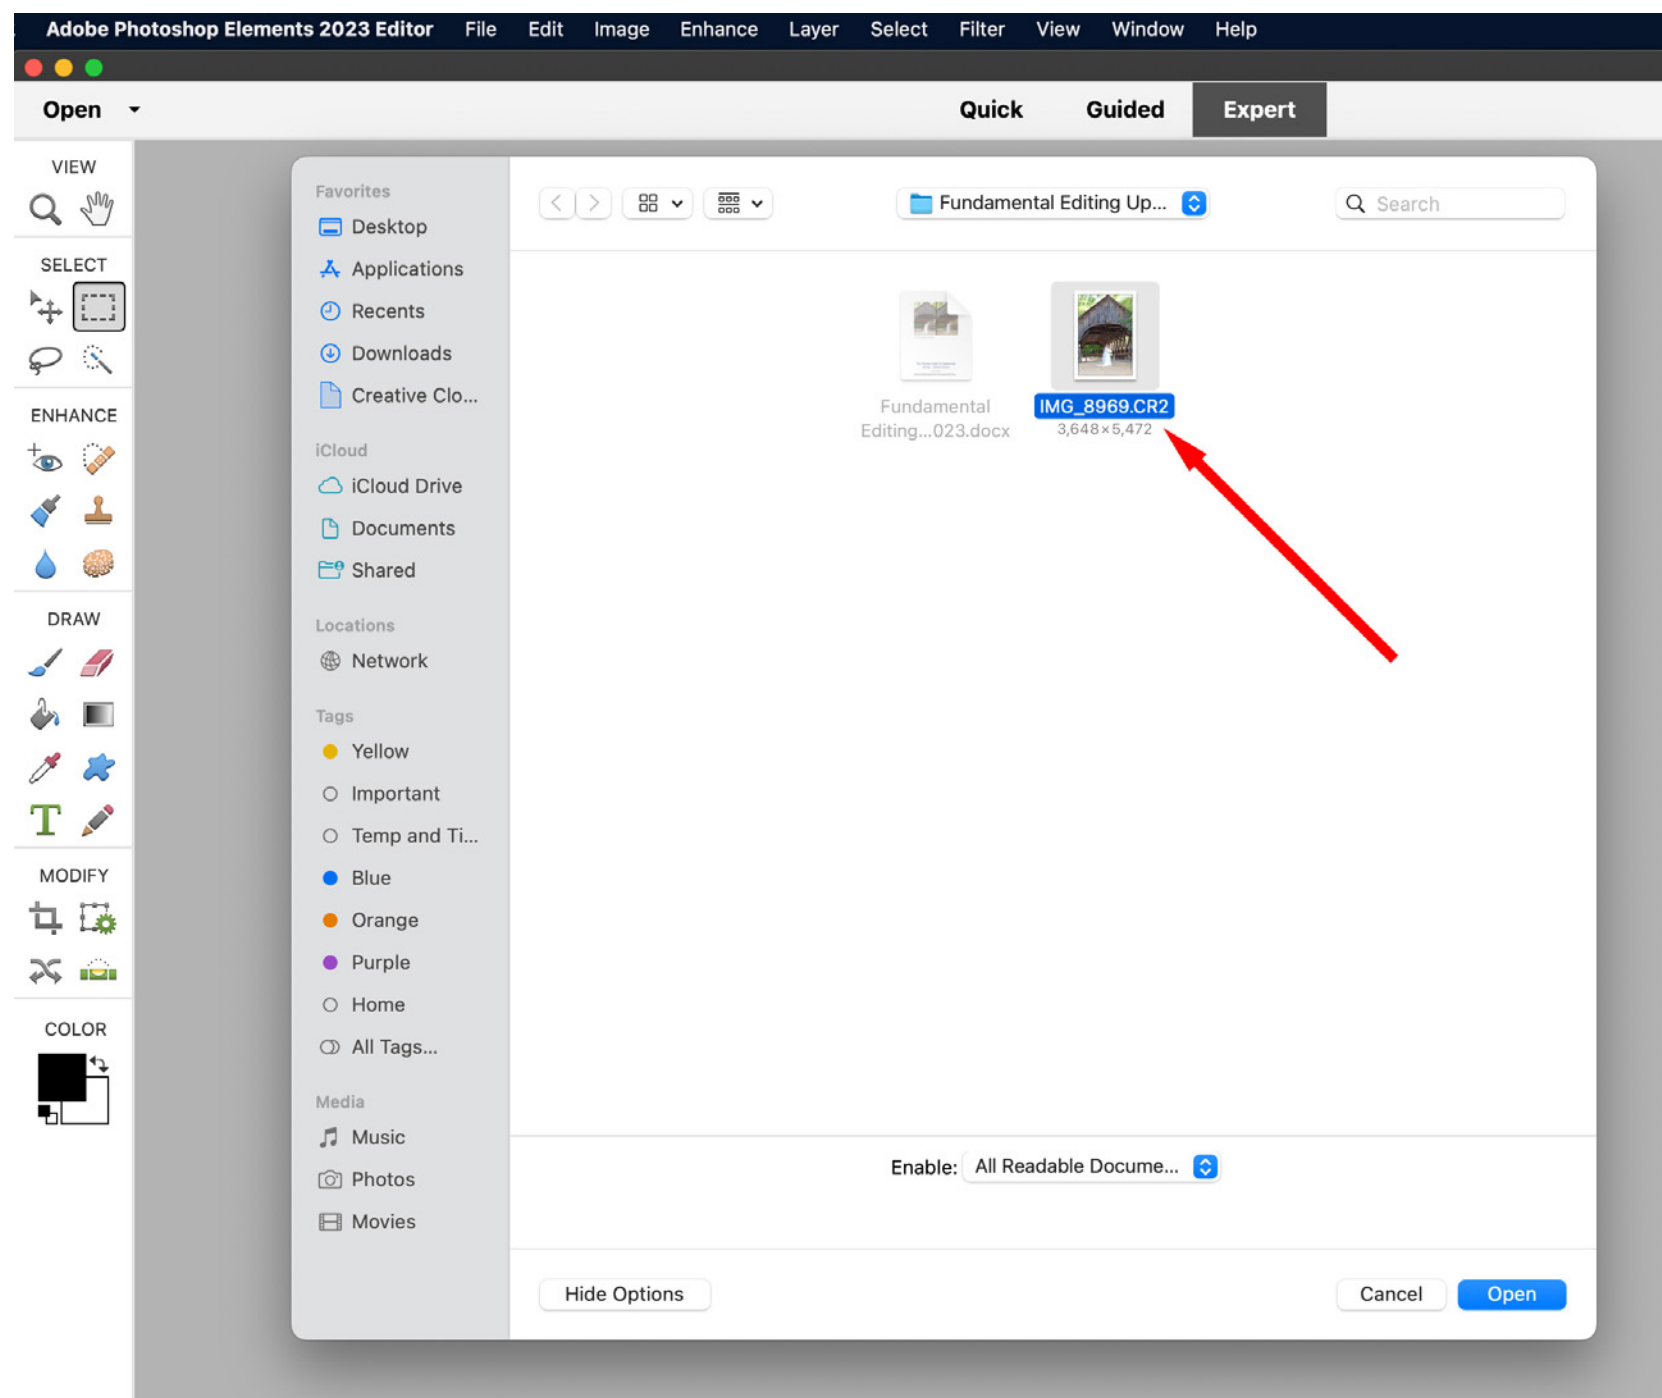 Adobe Photoshop Elements 2023 Editor File Edit Image Enhance Layer Select Filter View Window Help
Open Quick Guided Expert
VIEW
SELECT
ENHANCE
DRAW
T
MODIFY
COLOR
Favorites
Desktop
Applications
Recents
Downloads
Creative Clo...
iCloud
iCloud Drive
Documents
Shared
Locations
Network
Tags
Yellow
Important
Temp and Ti...
Blue
Orange
Purple
Home
All Tags...
Media
Music
Photos
Movies
Fundamental Editing Up...
Search
Fundamental
Editing...023.docx
IMG_8969.CR2
3,648×5,472
Enable: All Readable Docume...
Hide Options
Cancel
Open